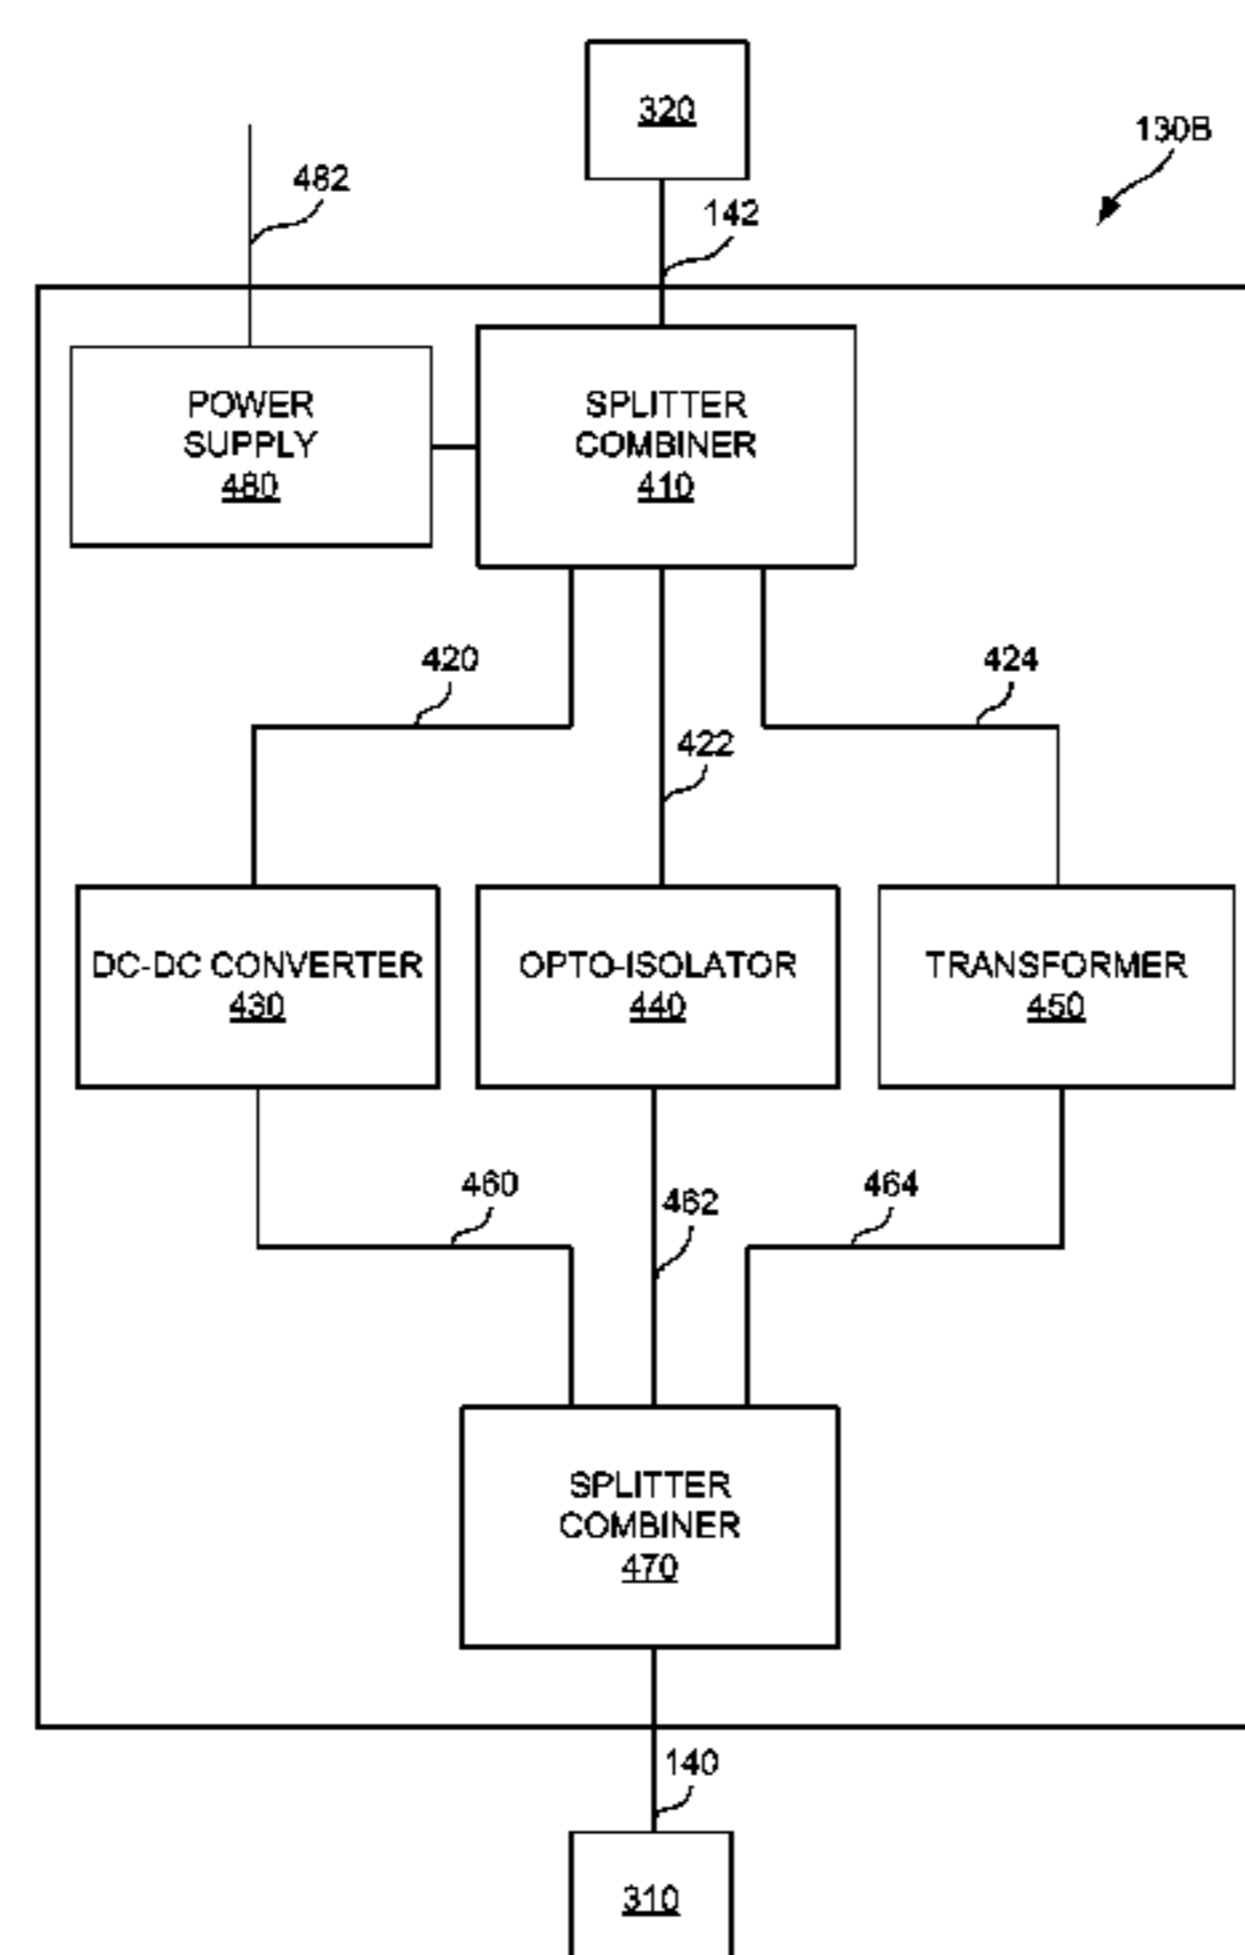 320
130B
482
142
POWER
SUPPLY
480
SPLITTER
COMBINER
410
420
424
422
DC-DC CONVERTER
430
OPTO-ISOLATOR
440
TRANSFORMER
450
460
462
464
SPLITTER
COMBINER
470
140
310